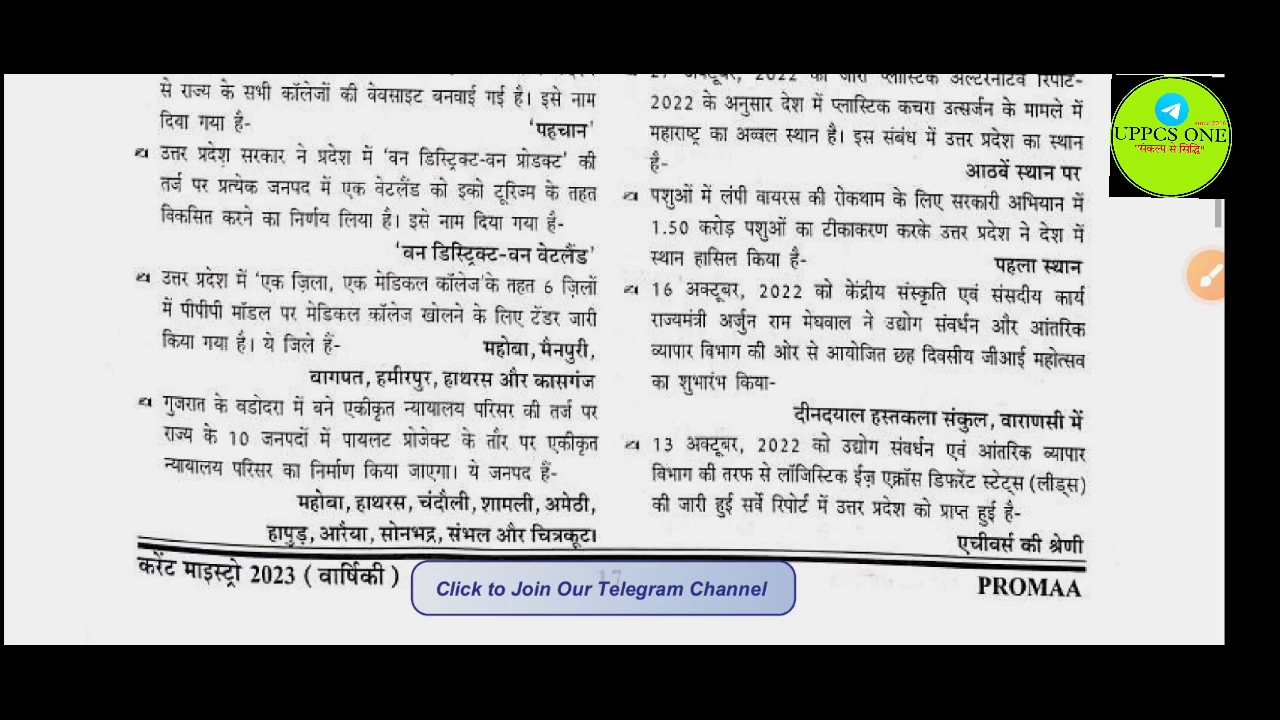 से राज्य के सभी कॉलेजों की वेबसाइट बनवाई गई है। इसे नाम
दिया गया है- 'पहचान'
उत्तर प्रदेश सरकार ने प्रदेश में 'वन डिस्ट्रिक्ट-वन प्रोडक्ट' की
तर्ज पर प्रत्येक जनपद में एक वेटलैंड को इको टूरिज्म के तहत
विकसित करने का निर्णय लिया है। इसे नाम दिया गया है-
'वन डिस्ट्रिक्ट-वन वेटलैंड'
उत्तर प्रदेश में 'एक ज़िला, एक मेडिकल कॉलेज'के तहत 6 ज़िलों
में पीपीपी मॉडल पर मेडिकल कॉलेज खोलने के लिए टेंडर जारी
किया गया है। ये जिले हैं- महोबा, मैनपुरी,
बागपत, हमीरपुर, हाथरस और कासगंज
गुजरात के वडोदरा में बने एकीकृत न्यायालय परिसर की तर्ज पर
राज्य के 10 जनपदों में पायलट प्रोजेक्ट के तौर पर एकीकृत
न्यायालय परिसर का निर्माण किया जाएगा। ये जनपद हैं-
महोबा, हाथरस, चंदौली, शामली, अमेठी,
हापुड़, औरैया, सोनभद्र, संभल और चित्रकूट।
27 अक्टूबर, 2022 को जारी प्लास्टिक अल्टरनेटिव रिपोर्ट-
2022 के अनुसार देश में प्लास्टिक कचरा उत्सर्जन के मामले में
महाराष्ट्र का अव्वल स्थान है। इस संबंध में उत्तर प्रदेश का स्थान
है- आठवें स्थान पर
पशुओं में लंपी वायरस की रोकथाम के लिए सरकारी अभियान में
1.50 करोड़ पशुओं का टीकाकरण करके उत्तर प्रदेश ने देश में
स्थान हासिल किया है- पहला स्थान
16 अक्टूबर, 2022 को केंद्रीय संस्कृति एवं संसदीय कार्य
राज्यमंत्री अर्जुन राम मेघवाल ने उद्योग संवर्धन और आंतरिक
व्यापार विभाग की ओर से आयोजित छह दिवसीय जीआई महोत्सव
का शुभारंभ किया-
दीनदयाल हस्तकला संकुल, वाराणसी में
13 अक्टूबर, 2022 को उद्योग संवर्धन एवं आंतरिक व्यापार
विभाग की तरफ से लॉजिस्टिक ईज़ एक्रॉस डिफरेंट स्टेट्स (लीड्स)
की जारी हुई सर्वे रिपोर्ट में उत्तर प्रदेश को प्राप्त हुई है-
एचीवर्स की श्रेणी
करेंट माइस्ट्रो 2023 ( वार्षिकी )
17
PROMAA
Click to Join Our Telegram Channel
UPPCS ONE
"संकल्प से सिद्धि"